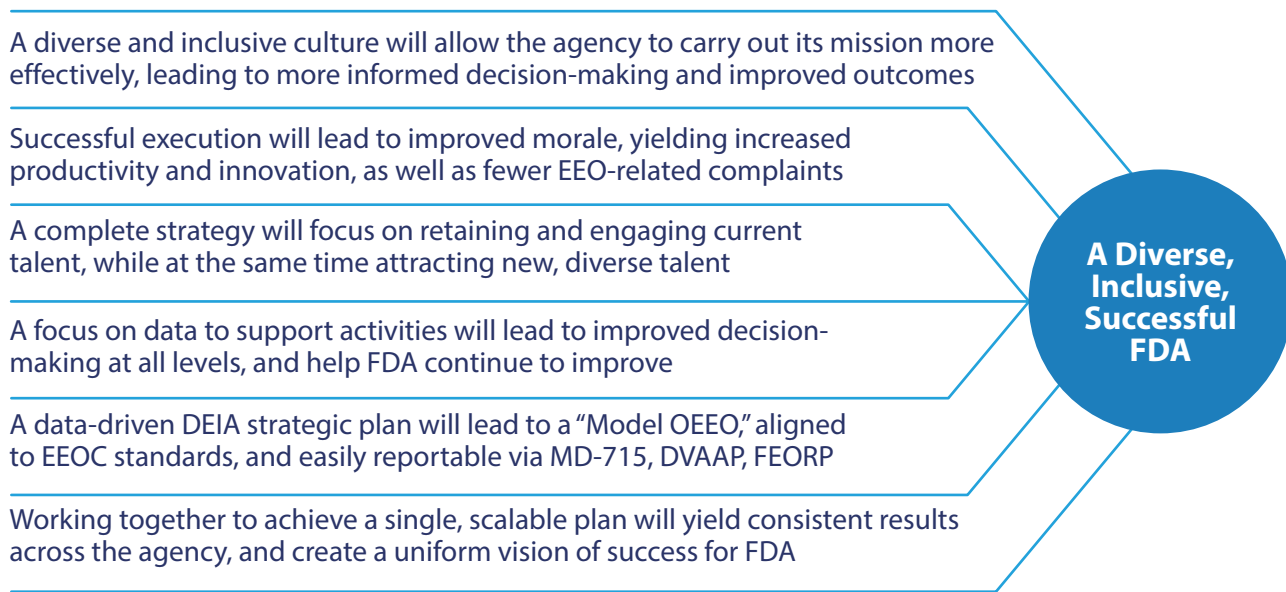 A diverse and inclusive culture will allow the agency to carry out its mission more
effectively, leading to more informed decision-making and improved outcomes
Successful execution will lead to improved morale, yielding increased
productivity and innovation, as well as fewer EEO-related complaints
A complete strategy will focus on retaining and engaging current
talent, while at the same time attracting new, diverse talent
A focus on data to support activities will lead to improved decision-
making at all levels, and help FDA continue to improve
A data-driven DEIA strategic plan will lead to a “Model OEEO,” aligned
to EEOC standards, and easily reportable via MD-715, DVAAP, FEORP
Working together to achieve a single, scalable plan will yield consistent results
across the agency, and create a uniform vision of success for FDA
A Diverse,
Inclusive,
Successful
FDA